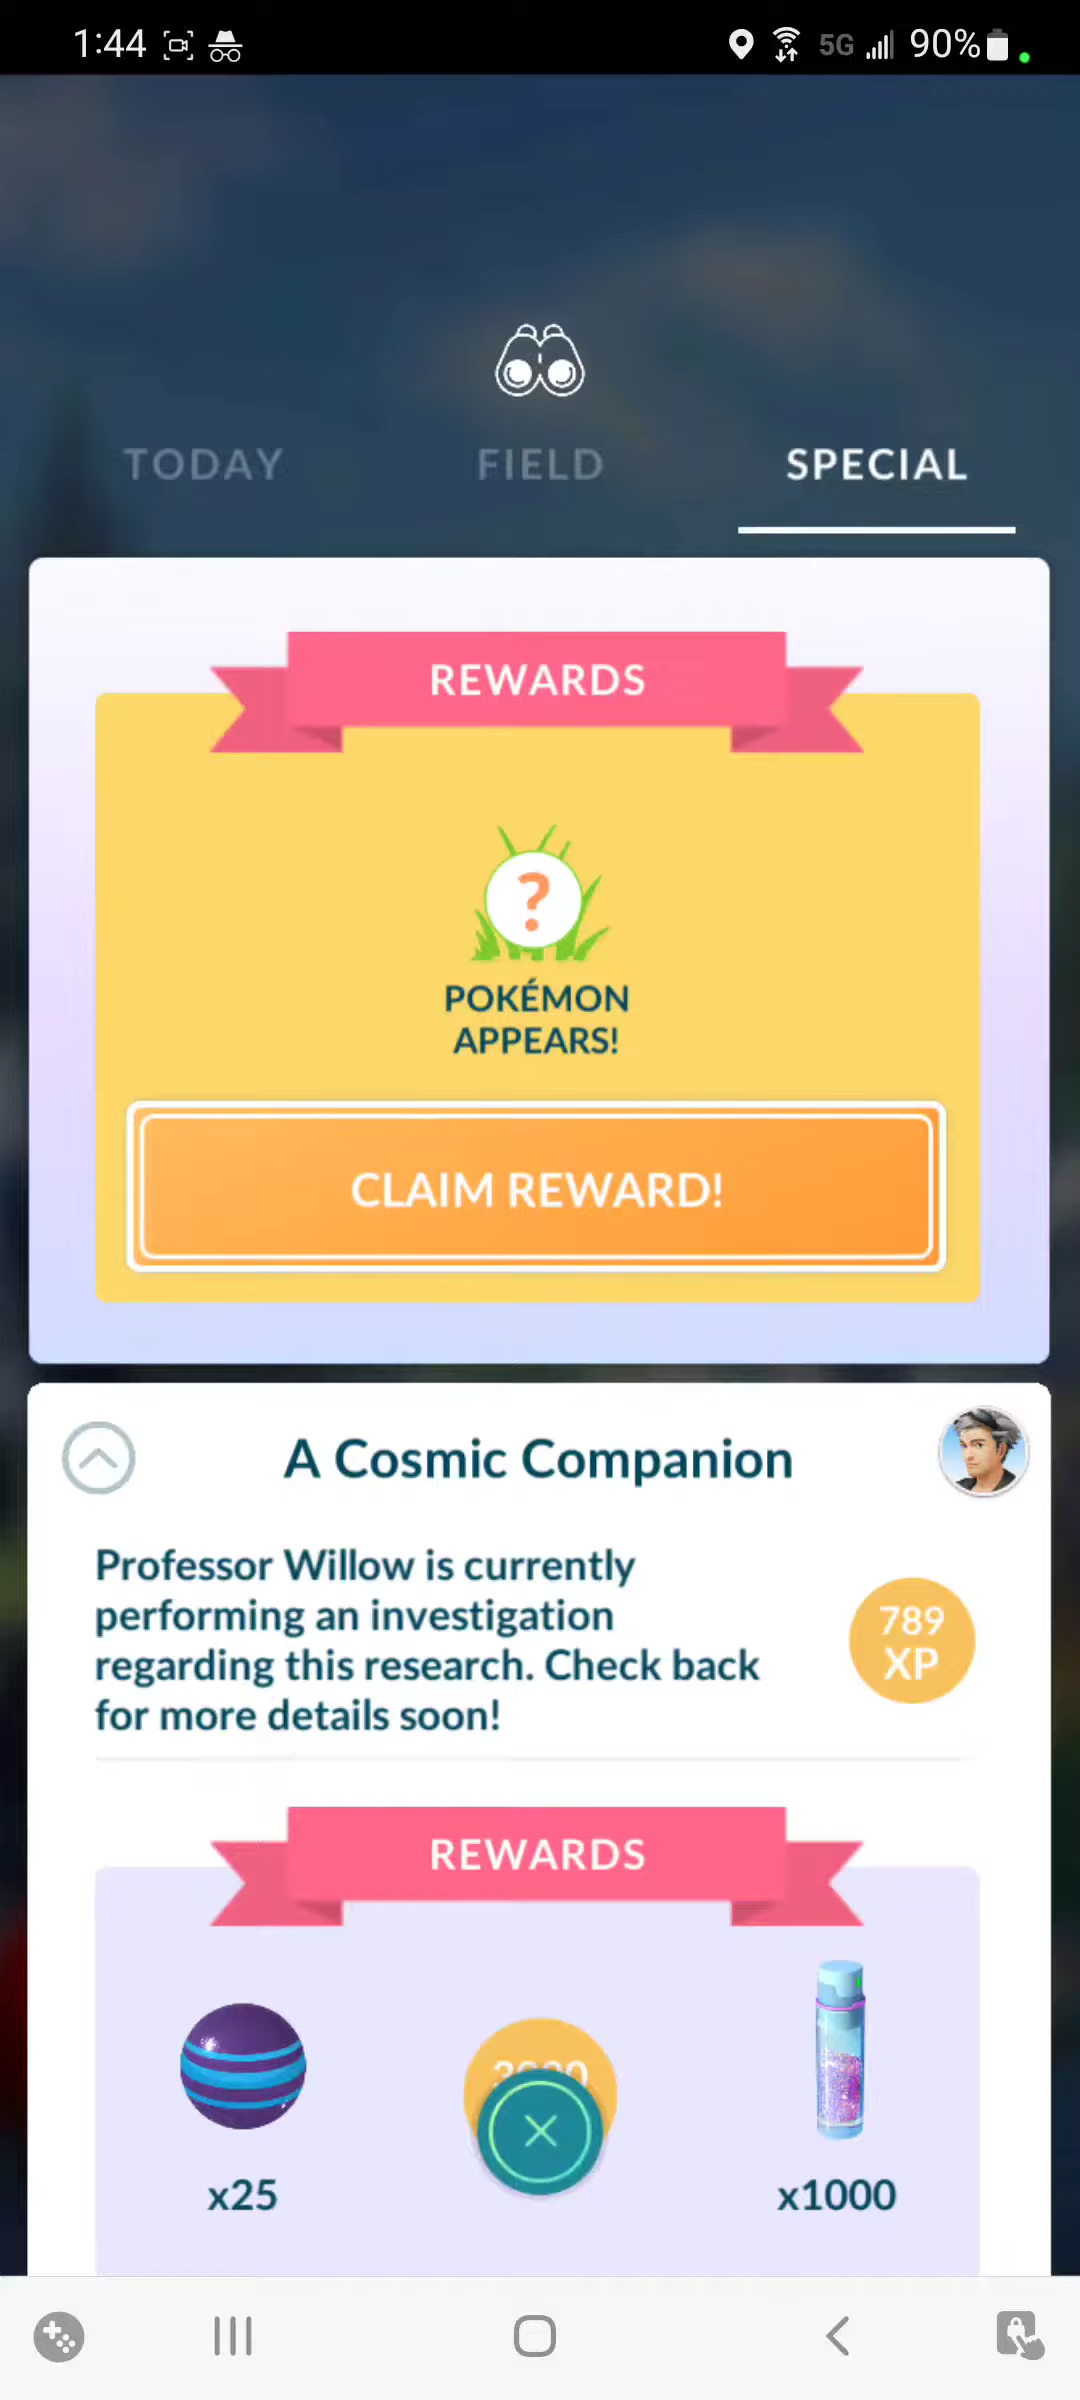 1:44
5G
90%
TODAY
FIELD
SPECIAL
REWARDS
?
POKÉMON
APPEARS!
CLAIM REWARD!
A Cosmic Companion
Professor Willow is currently
performing an investigation
regarding this research. Check back
for more details soon!
789
XP
REWARDS
x25
x1000